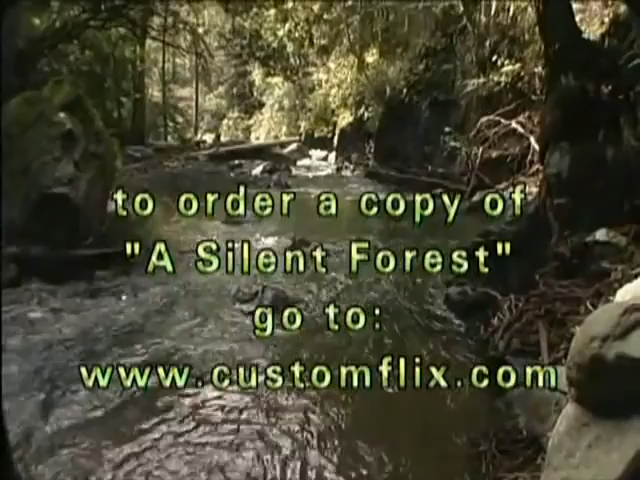 to order a copy of
"A Silent Forest"
go to:
www.customflix.com